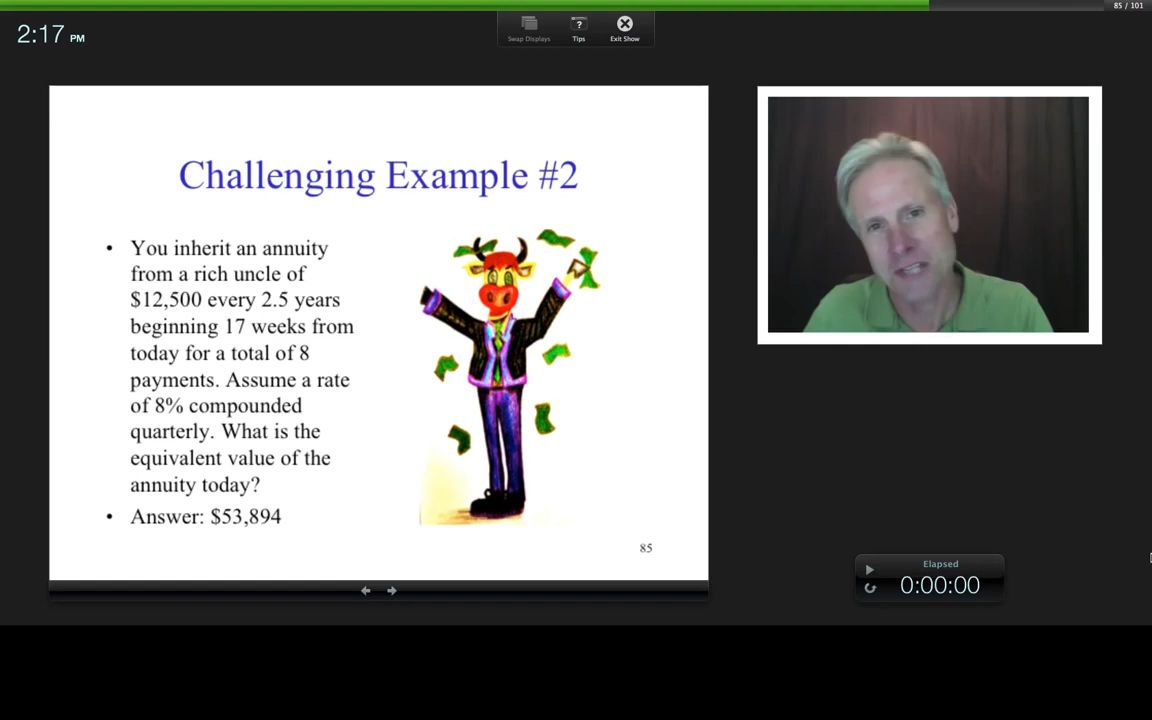 85 / 101
2:17 PM
Swap Displays
Tips
Exit Show
Challenging Example #2
• You inherit an annuity
from a rich uncle of
$12,500 every 2.5 years
beginning 17 weeks from
today for a total of 8
payments. Assume a rate
of 8% compounded
quarterly. What is the
equivalent value of the
annuity today?
• Answer: $53,894
85
Elapsed
0:00:00